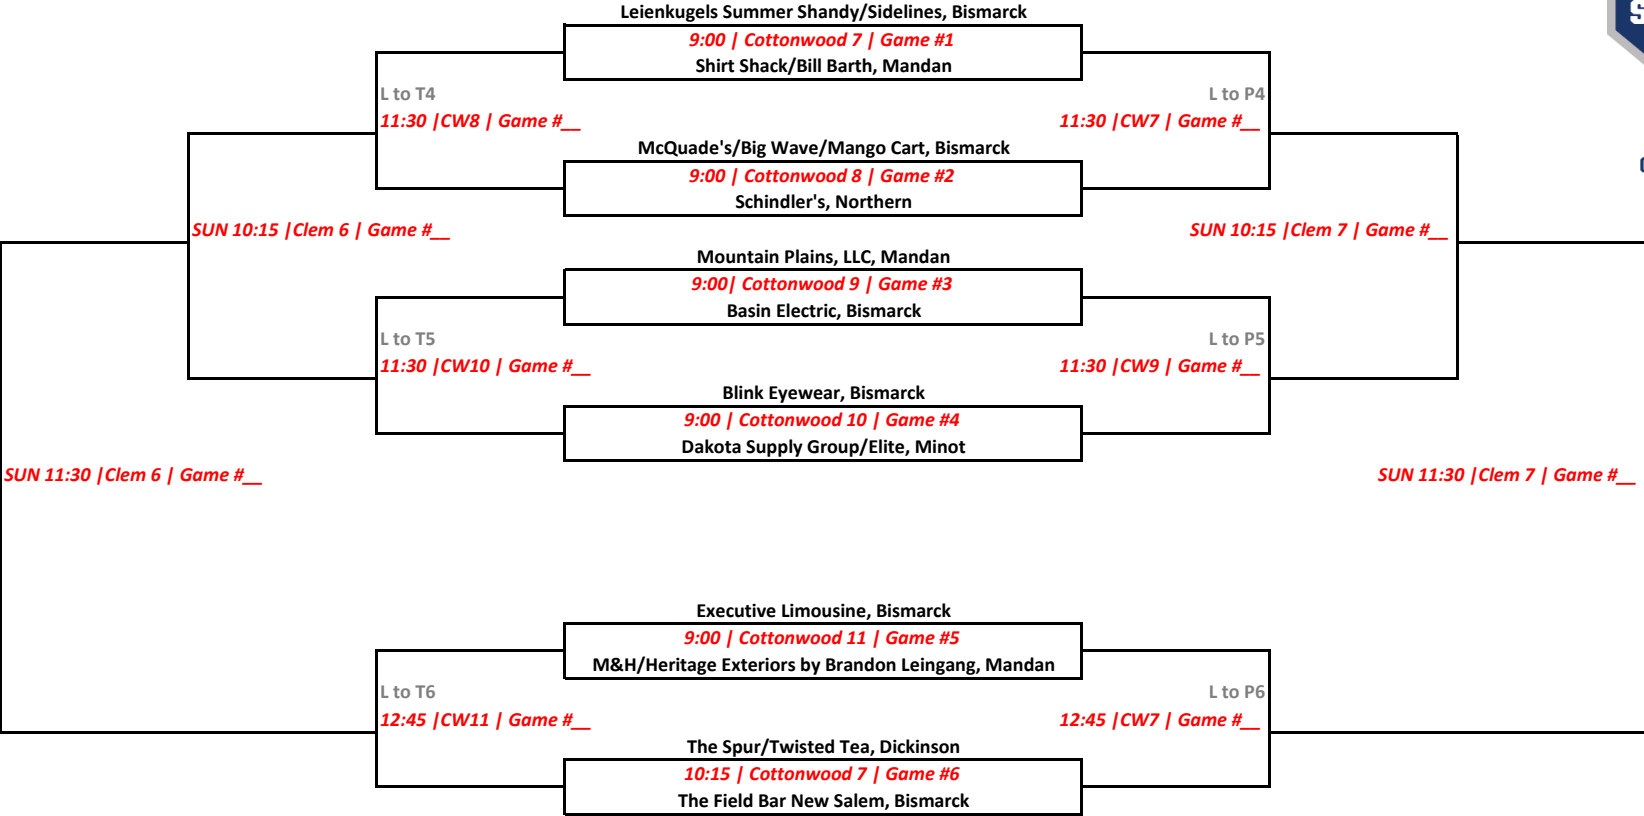 Leienkugels Summer Shandy/Sidelines, Bismarck
9:00 | Cottonwood 7 | Game #1
Shirt Shack/Bill Barth, Mandan
L to T4
L to P4
11:30 |CW8 | Game #__
11:30 |CW7 | Game #__
McQuade's/Big Wave/Mango Cart, Bismarck
9:00 | Cottonwood 8 | Game #2
Schindler's, Northern
SUN 10:15 |Clem 6 | Game #__
SUN 10:15 |Clem 7 | Game #__
Mountain Plains, LLC, Mandan
9:00| Cottonwood 9 | Game #3
Basin Electric, Bismarck
L to T5
L to P5
11:30 |CW10 | Game #__
11:30 |CW9 | Game #__
Blink Eyewear, Bismarck
9:00 | Cottonwood 10 | Game #4
Dakota Supply Group/Elite, Minot
SUN 11:30 |Clem 6 | Game #__
SUN 11:30 |Clem 7 | Game #__
Executive Limousine, Bismarck
9:00 | Cottonwood 11 | Game #5
M&H/Heritage Exteriors by Brandon Leingang, Mandan
L to T6
L to P6
12:45 |CW11 | Game #__
12:45 |CW7 | Game #__
The Spur/Twisted Tea, Dickinson
10:15 | Cottonwood 7 | Game #6
The Field Bar New Salem, Bismarck